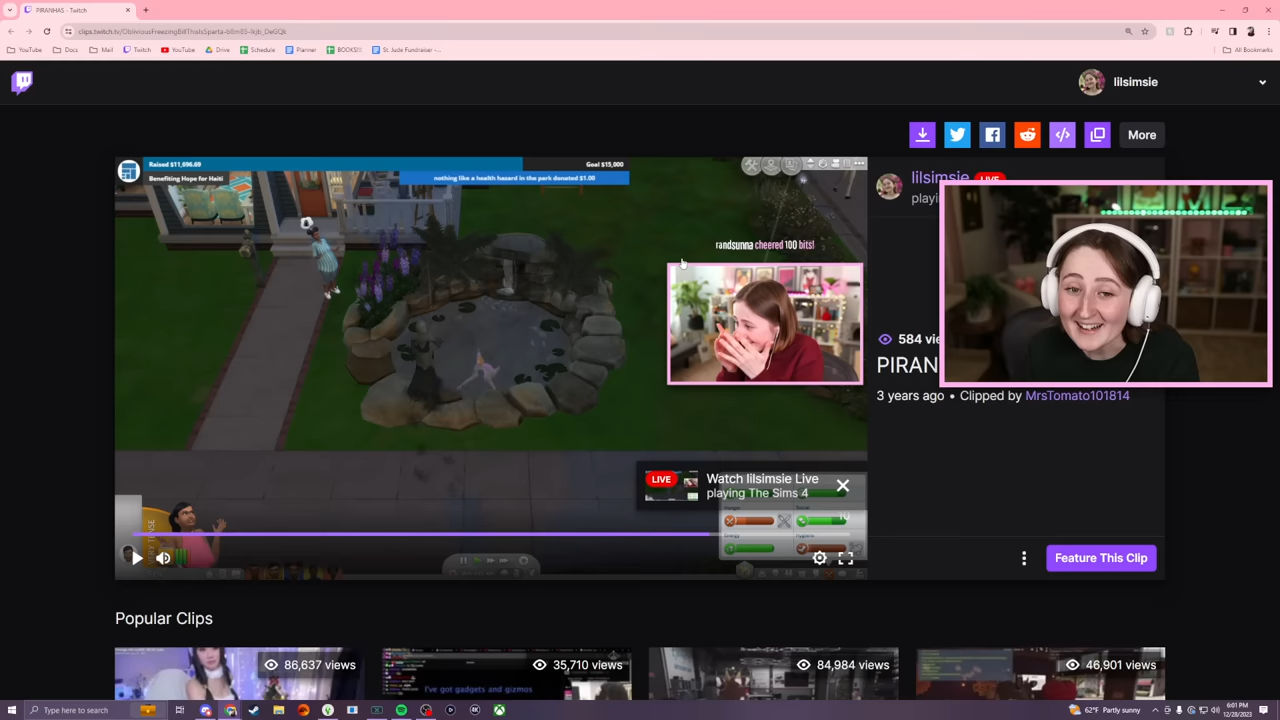 PIRANHAS - Twitch
clips.twitch.tv/ObliviousFreezingBillThisIsSparta-b8m85-
YouTube
Docs
Mail
Twitch
YouTube
Drive
Schedule
Planner
BOOKS!!!
St. Jude Fundraiser -...
All Bookmarks
lilsimsie
More
Raised $11,696.69
Goal $15,000
Benefiting Hope for Haiti
nothing like a health hazard in the park donated $1.00
randsunna cheered 100 bits!
lilsimsie LIVE
playi
584 vie
PIRAN
3 years ago • Clipped by MrsTomato101814
LIVE
Watch lilsimsie Live
playing The Sims 4
Feature This Clip
Popular Clips
86,637 views
35,710 views
84,984 views
46,901 views
I've got gadgets and gizmos
Type here to search
62°F Partly sunny
6:01 PM
12/28/2023